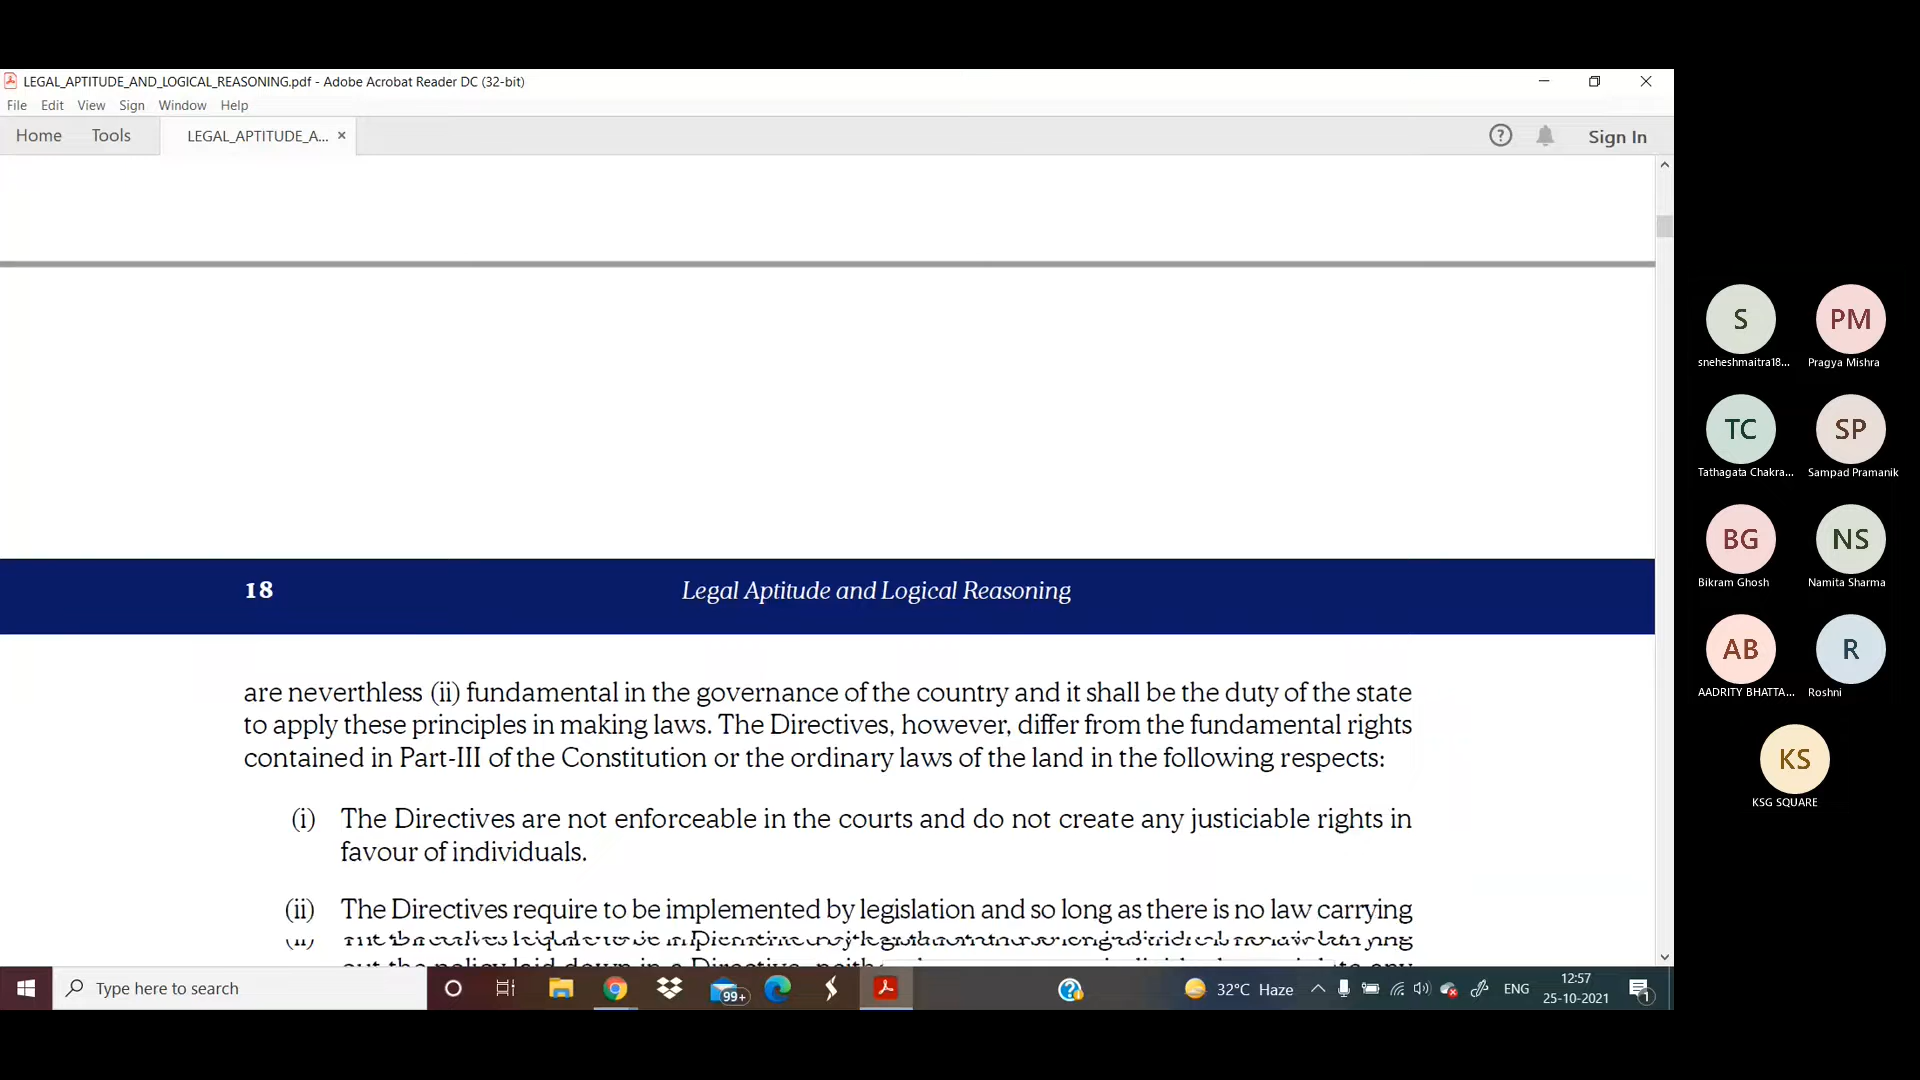 LEGAL_APTITUDE_AND_LOGICAL_REASONING.pdf - Adobe Acrobat Reader DC (32-bit)
File Edit View Sign Window Help
Home Tools LEGAL_APTITUDE_A... × Sign In
18 Legal Aptitude and Logical Reasoning
are neverthless (ii) fundamental in the governance of the country and it shall be the duty of the state
to apply these principles in making laws. The Directives, however, differ from the fundamental rights
contained in Part-III of the Constitution or the ordinary laws of the land in the following respects:
(i) The Directives are not enforceable in the courts and do not create any justiciable rights in
favour of individuals.
(ii) The Directives require to be implemented by legislation and so long as there is no law carrying
Type here to search
99+
32°C Haze
ENG
12:57
25-10-2021
1
S PM
sneheshmaitra18... Pragya Mishra
TC SP
Tathagata Chakra... Sampad Pramanik
BG NS
Bikram Ghosh Namita Sharma
AB R
AADRITY BHATTA... Roshni
KS
KSG SQUARE